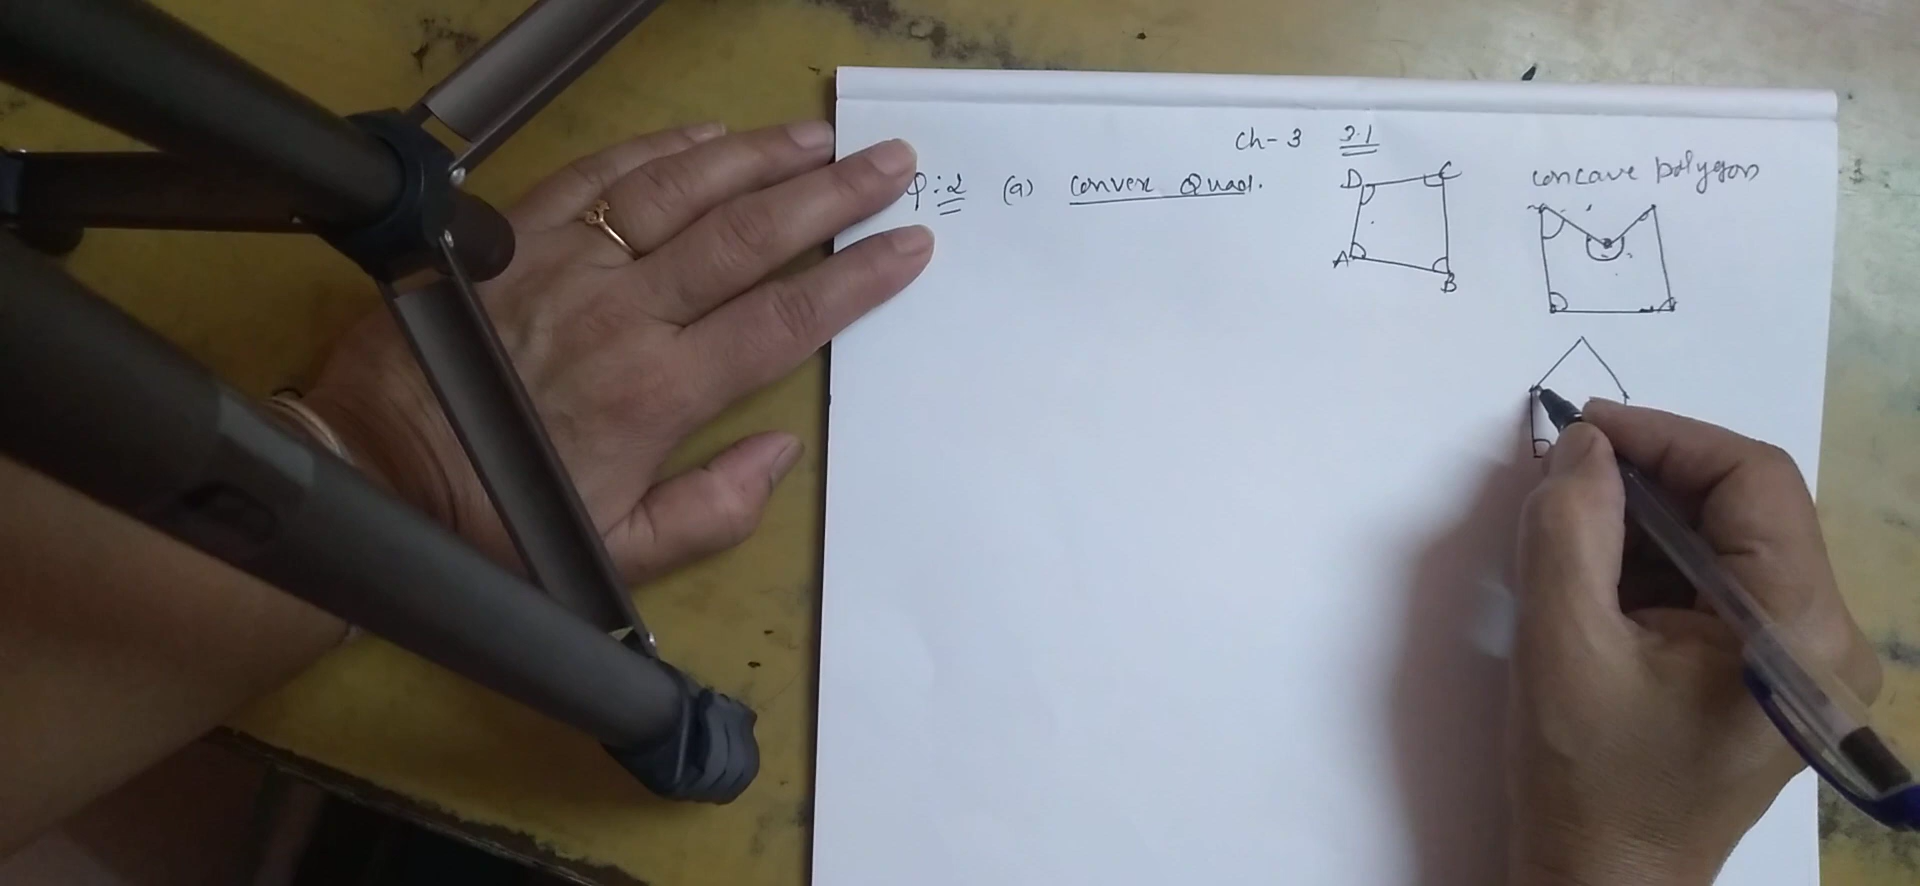 Ch-3 3.1
Q:2 (a) Convex Quad.
D C
A B
concave polygon